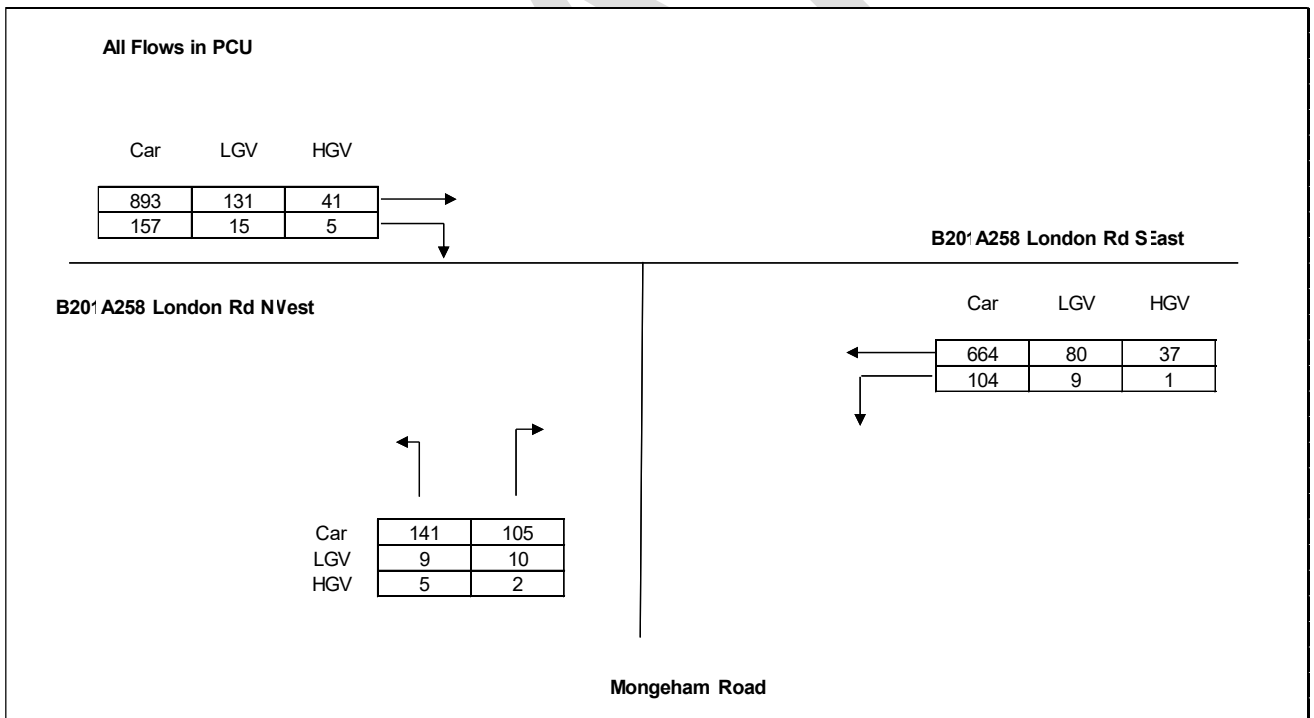 All Flows in PCU
Car LGV HGV
893 131 41
157 15 5
A258 London Rd East
A258 London Rd West
Car LGV HGV
664 80 37
104 9 1
Car 141 105
LGV 9 10
HGV 5 2
Mongeham Road